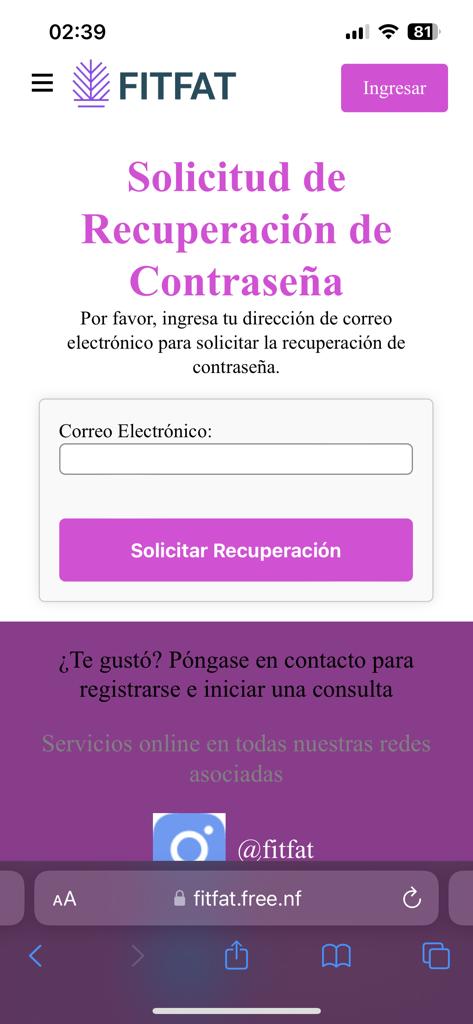 02:39
81
FITFAT
Ingresar
Solicitud de
Recuperación de
Contraseña
Por favor, ingresa tu dirección de correo
electrónico para solicitar la recuperación de
contraseña.
Correo Electrónico:
Solicitar Recuperación
¿Te gustó? Póngase en contacto para
registrarse e iniciar una consulta
Servicios online en todas nuestras redes
asociadas
@fitfat
AA
fitfat.free.nf